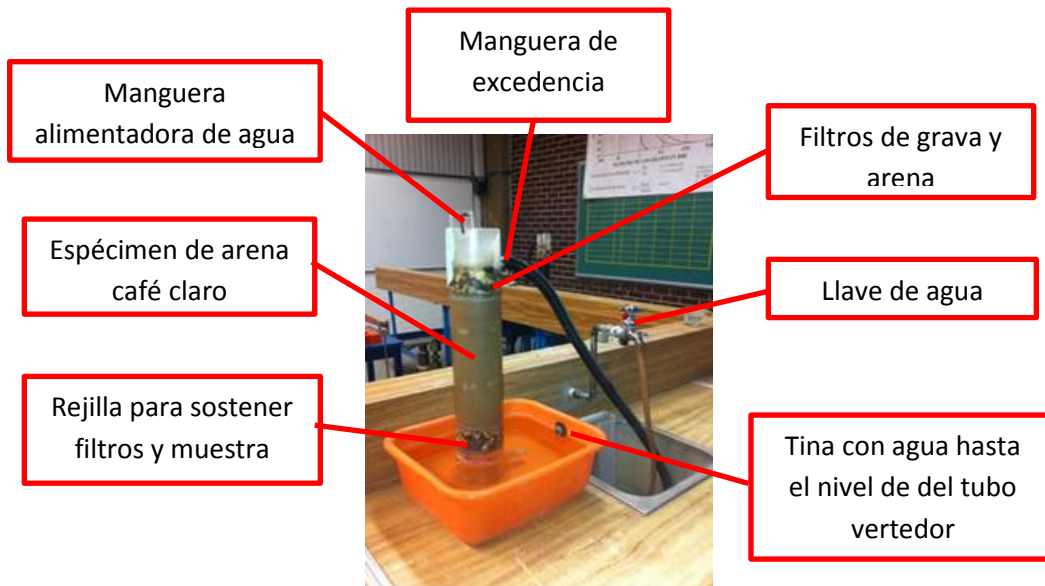 Manguera de
excedencia
Manguera
alimentadora de agua
Filtros de grava y
arena
Espécimen de arena
café claro
Llave de agua
Rejilla para sostener
filtros y muestra
Tina con agua hasta
el nivel de del tubo
vertedor